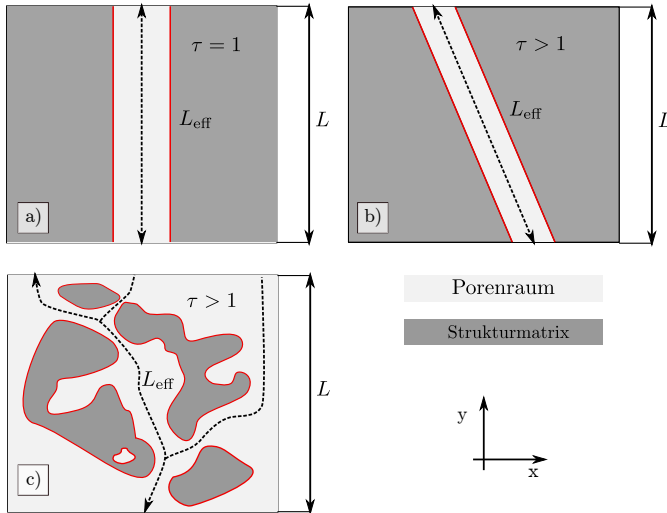 τ = 1
L_eff
L
a)
τ > 1
L_eff
L
b)
τ > 1
L_eff
L
c)
Porenraum
Strukturmatrix
y
x